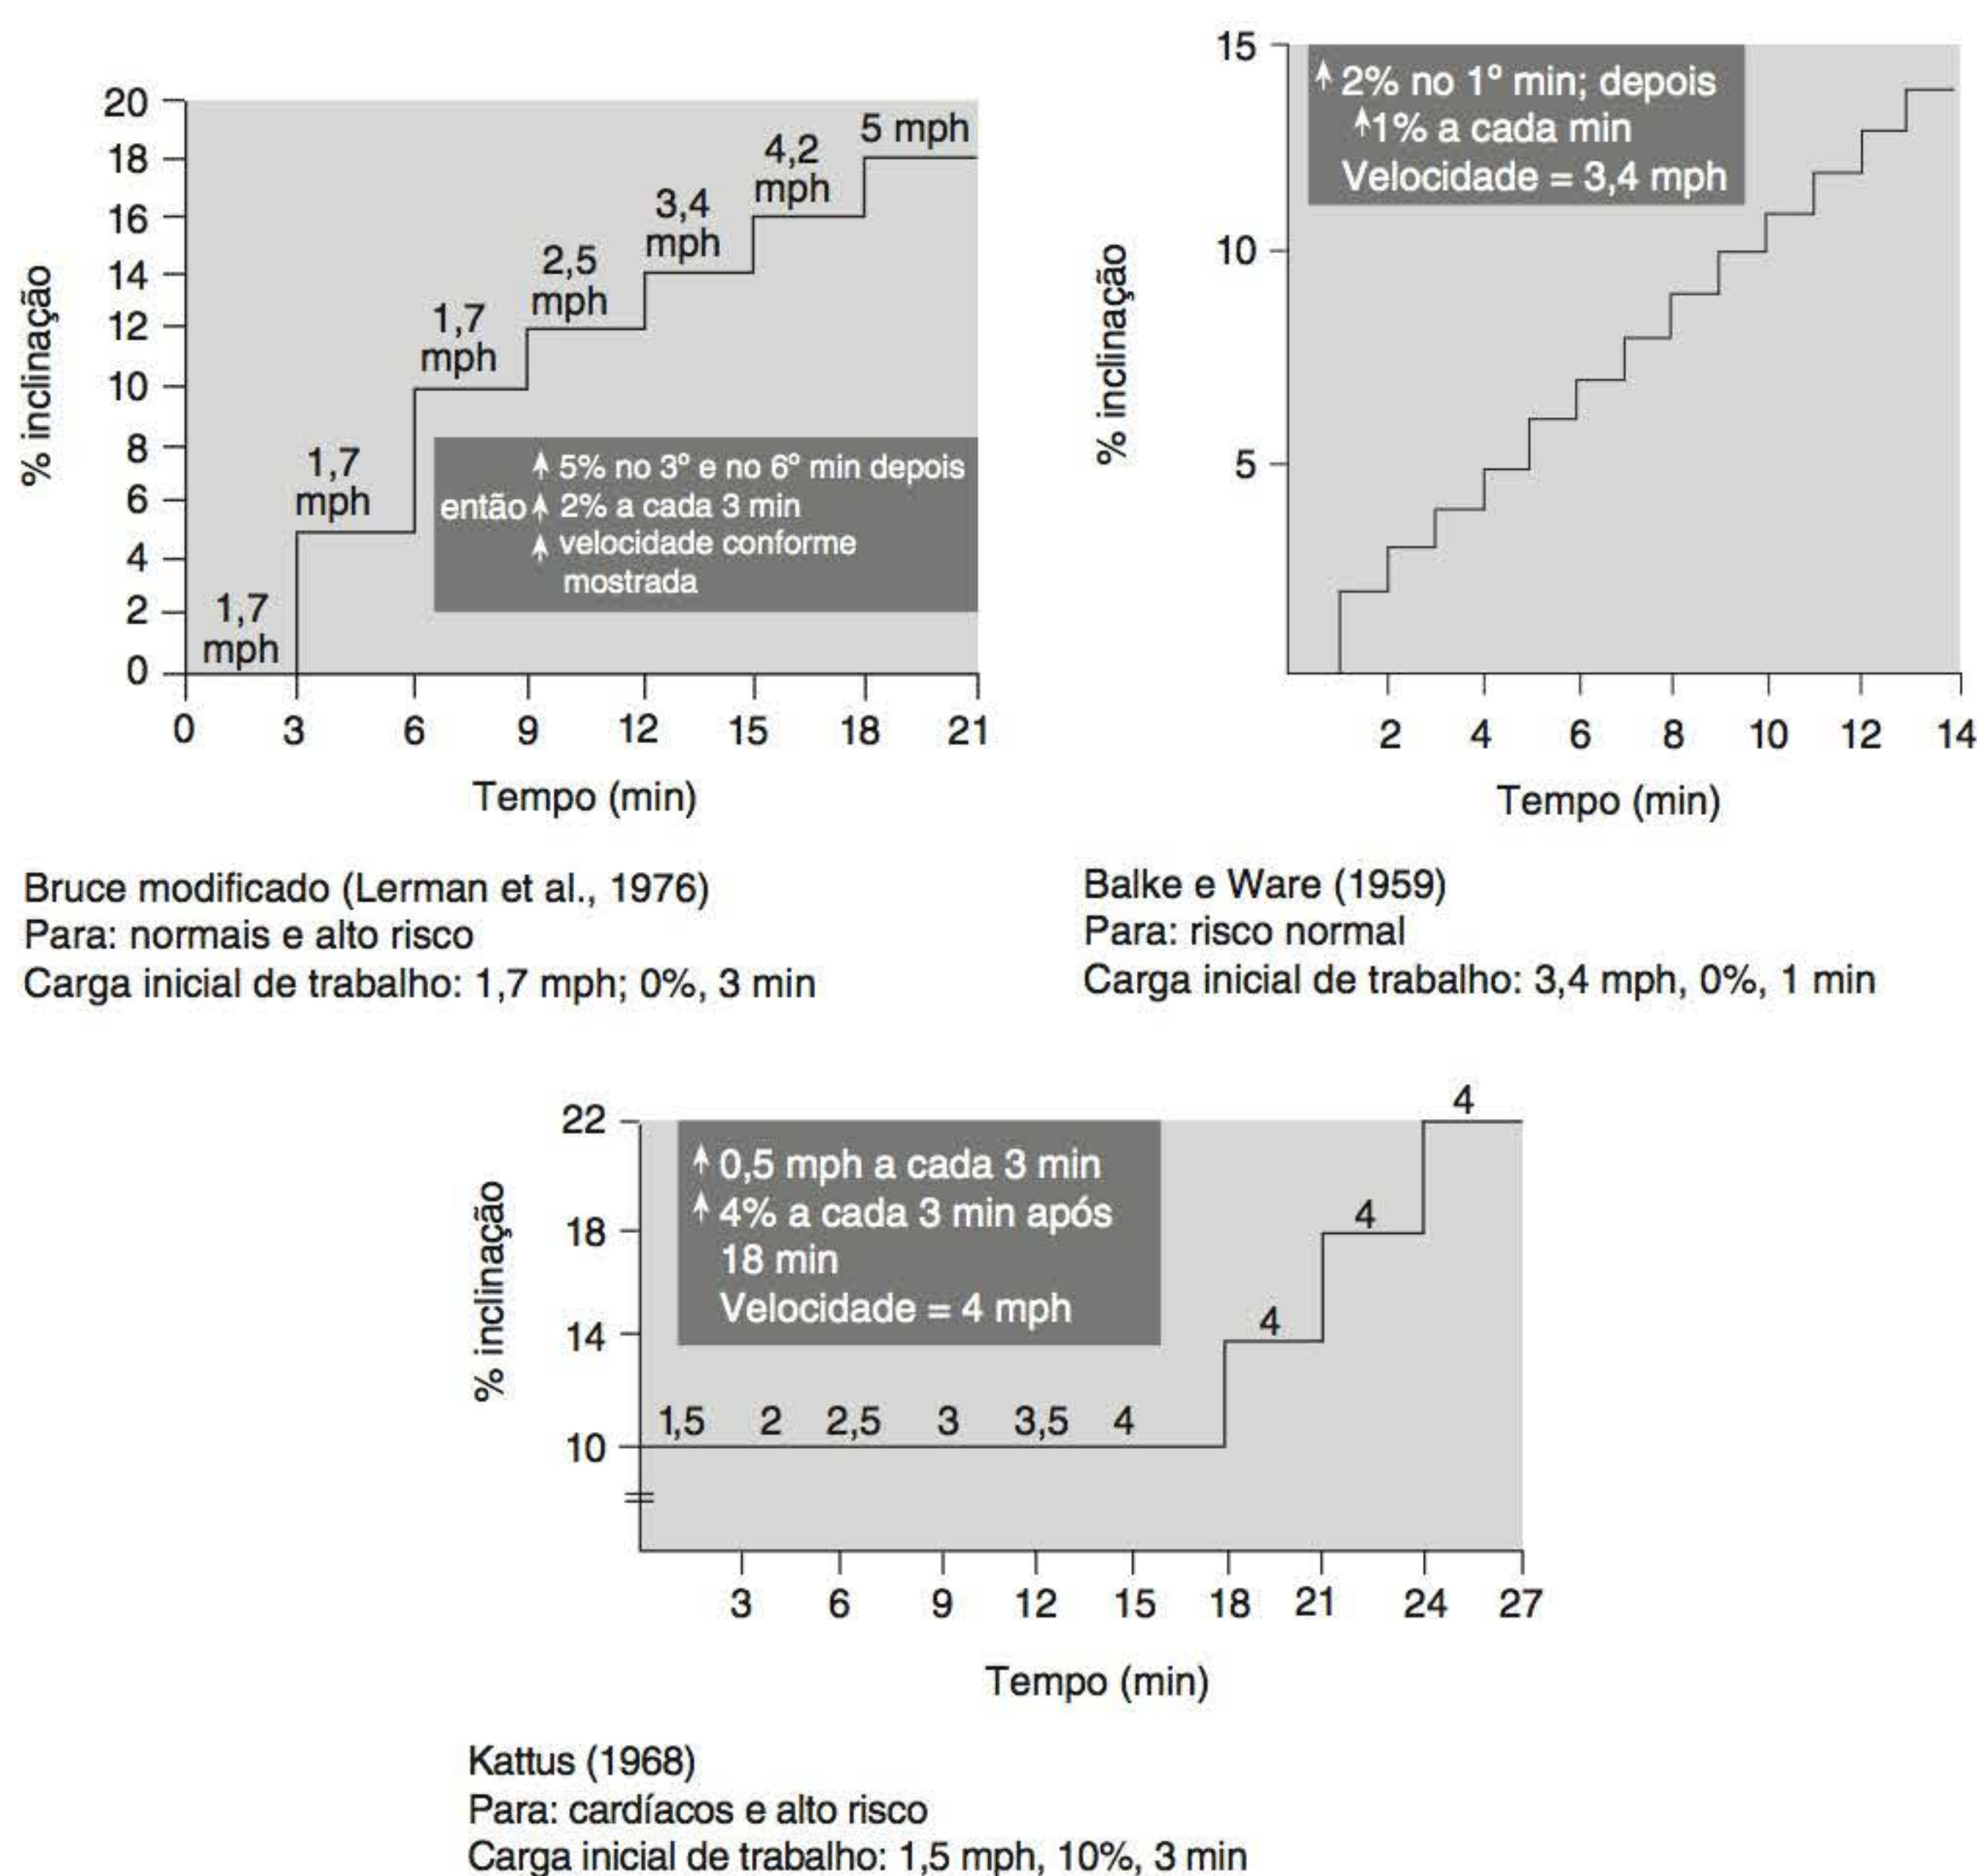 20
18
16
14
12
10
8
6
4
2
0
% inclinação
1,7
mph
1,7
mph
1,7
mph
2,5
mph
3,4
mph
4,2
mph
5 mph
↑ 5% no 3º e no 6º min depois
então ↑ 2% a cada 3 min
↑ velocidade conforme
mostrada
0 3 6 9 12 15 18 21
Tempo (min)
Bruce modificado (Lerman et al., 1976)
Para: normais e alto risco
Carga inicial de trabalho: 1,7 mph; 0%, 3 min
15
10
5
% inclinação
↑ 2% no 1º min; depois
↑1% a cada min
Velocidade = 3,4 mph
2 4 6 8 10 12 14
Tempo (min)
Balke e Ware (1959)
Para: risco normal
Carga inicial de trabalho: 3,4 mph, 0%, 1 min
22
18
14
10
% inclinação
↑ 0,5 mph a cada 3 min
↑ 4% a cada 3 min após
18 min
Velocidade = 4 mph
1,5 2 2,5 3 3,5 4
4
4
4
3 6 9 12 15 18 21 24 27
Tempo (min)
Kattus (1968)
Para: cardíacos e alto risco
Carga inicial de trabalho: 1,5 mph, 10%, 3 min